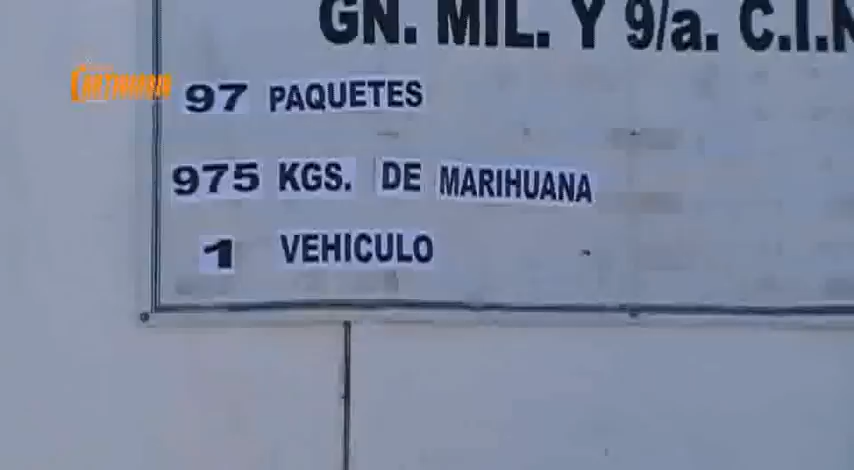 GN. MIL. Y 9/a. C.I.N
97 PAQUETES
975 KGS. DE MARIHUANA
1 VEHICULO